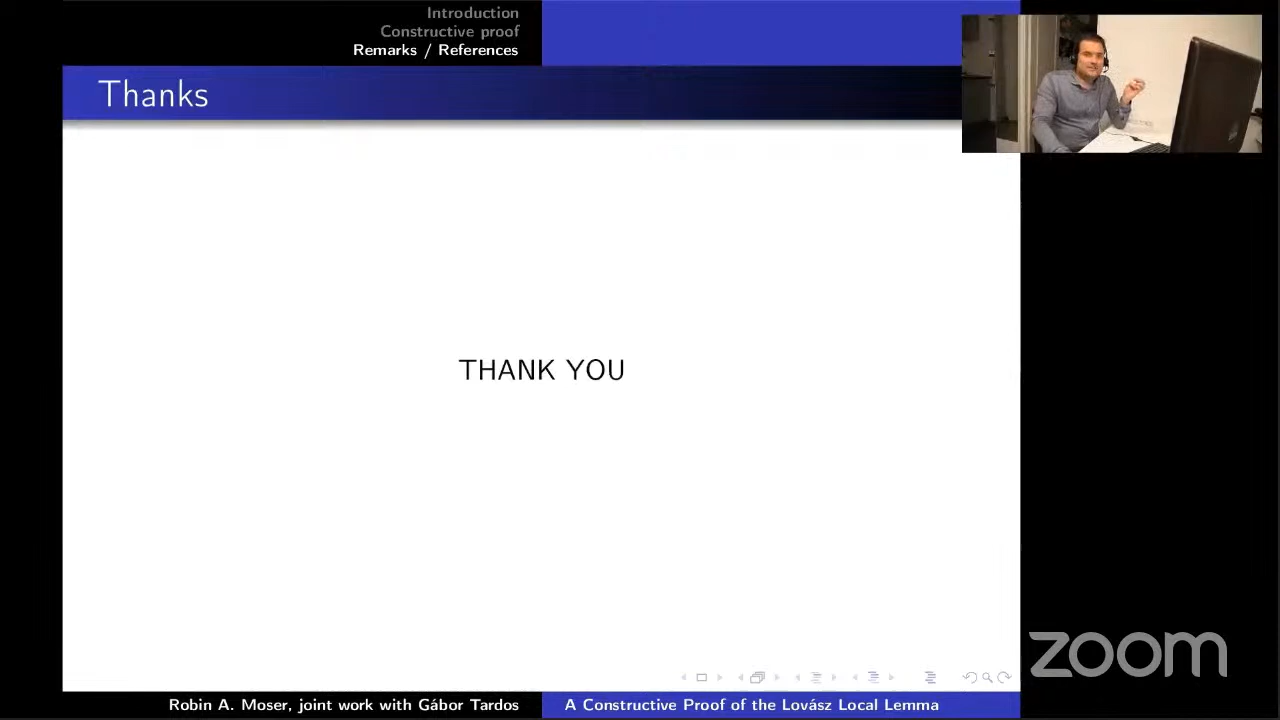 Introduction
Constructive proof
Remarks / References
Thanks
THANK YOU
zoom
Robin A. Moser, joint work with Gábor Tardos
A Constructive Proof of the Lovász Local Lemma